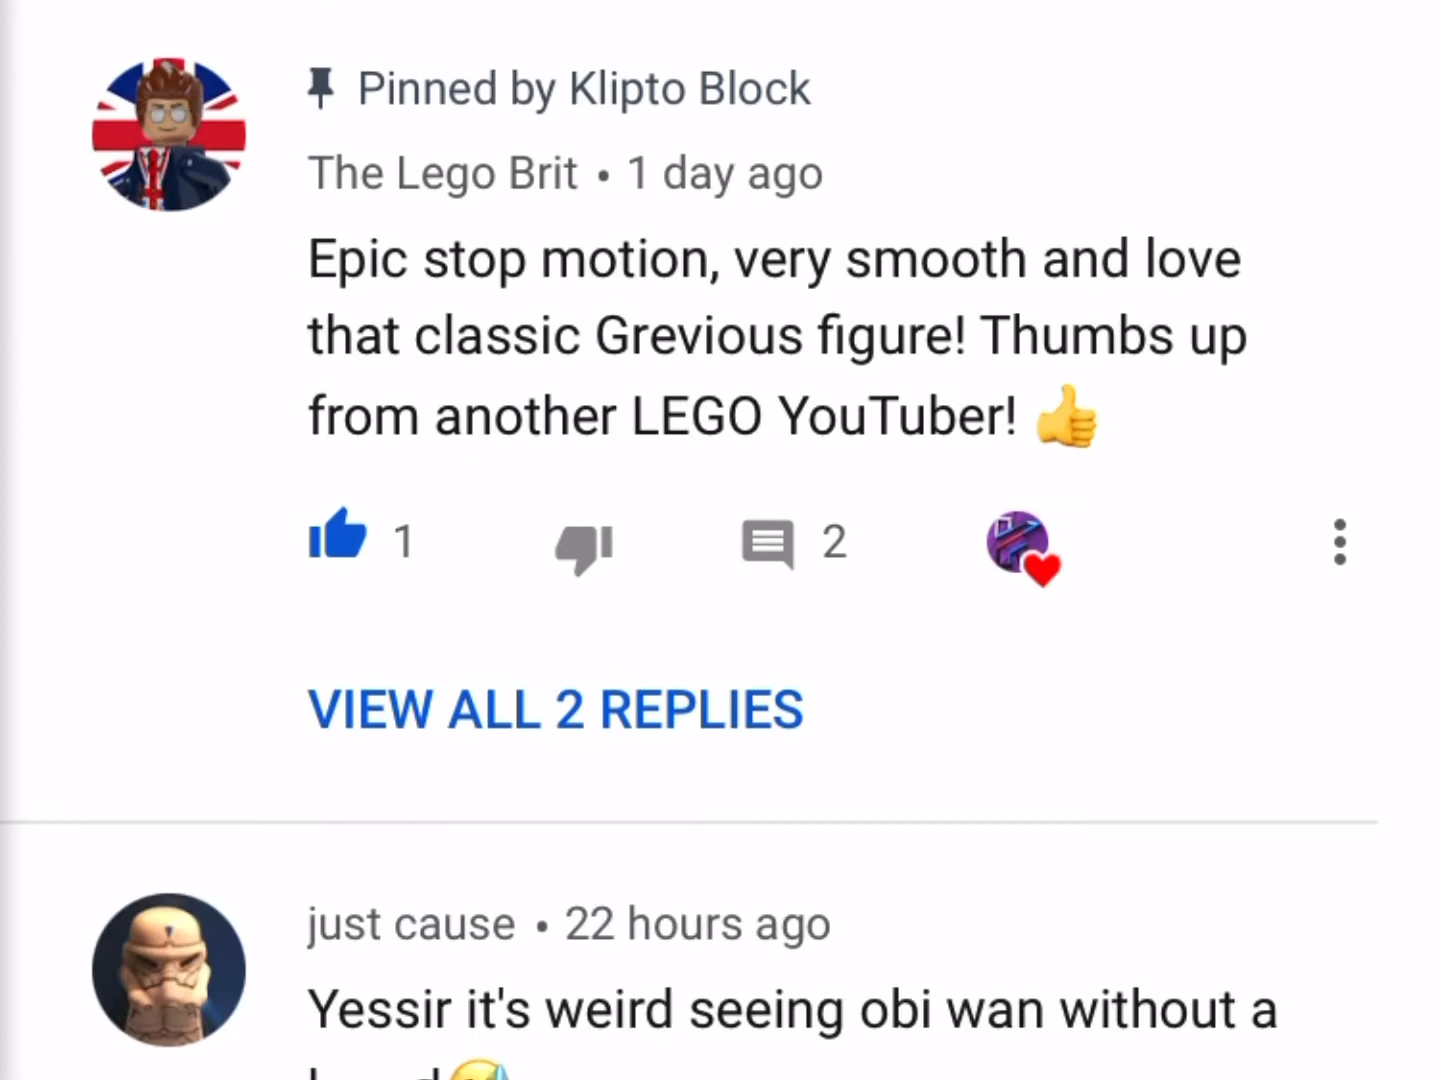 Pinned by Klipto Block
The Lego Brit • 1 day ago
Epic stop motion, very smooth and love
that classic Grevious figure! Thumbs up
from another LEGO YouTuber! 👍
1 2
VIEW ALL 2 REPLIES
just cause • 22 hours ago
Yessir it's weird seeing obi wan without a